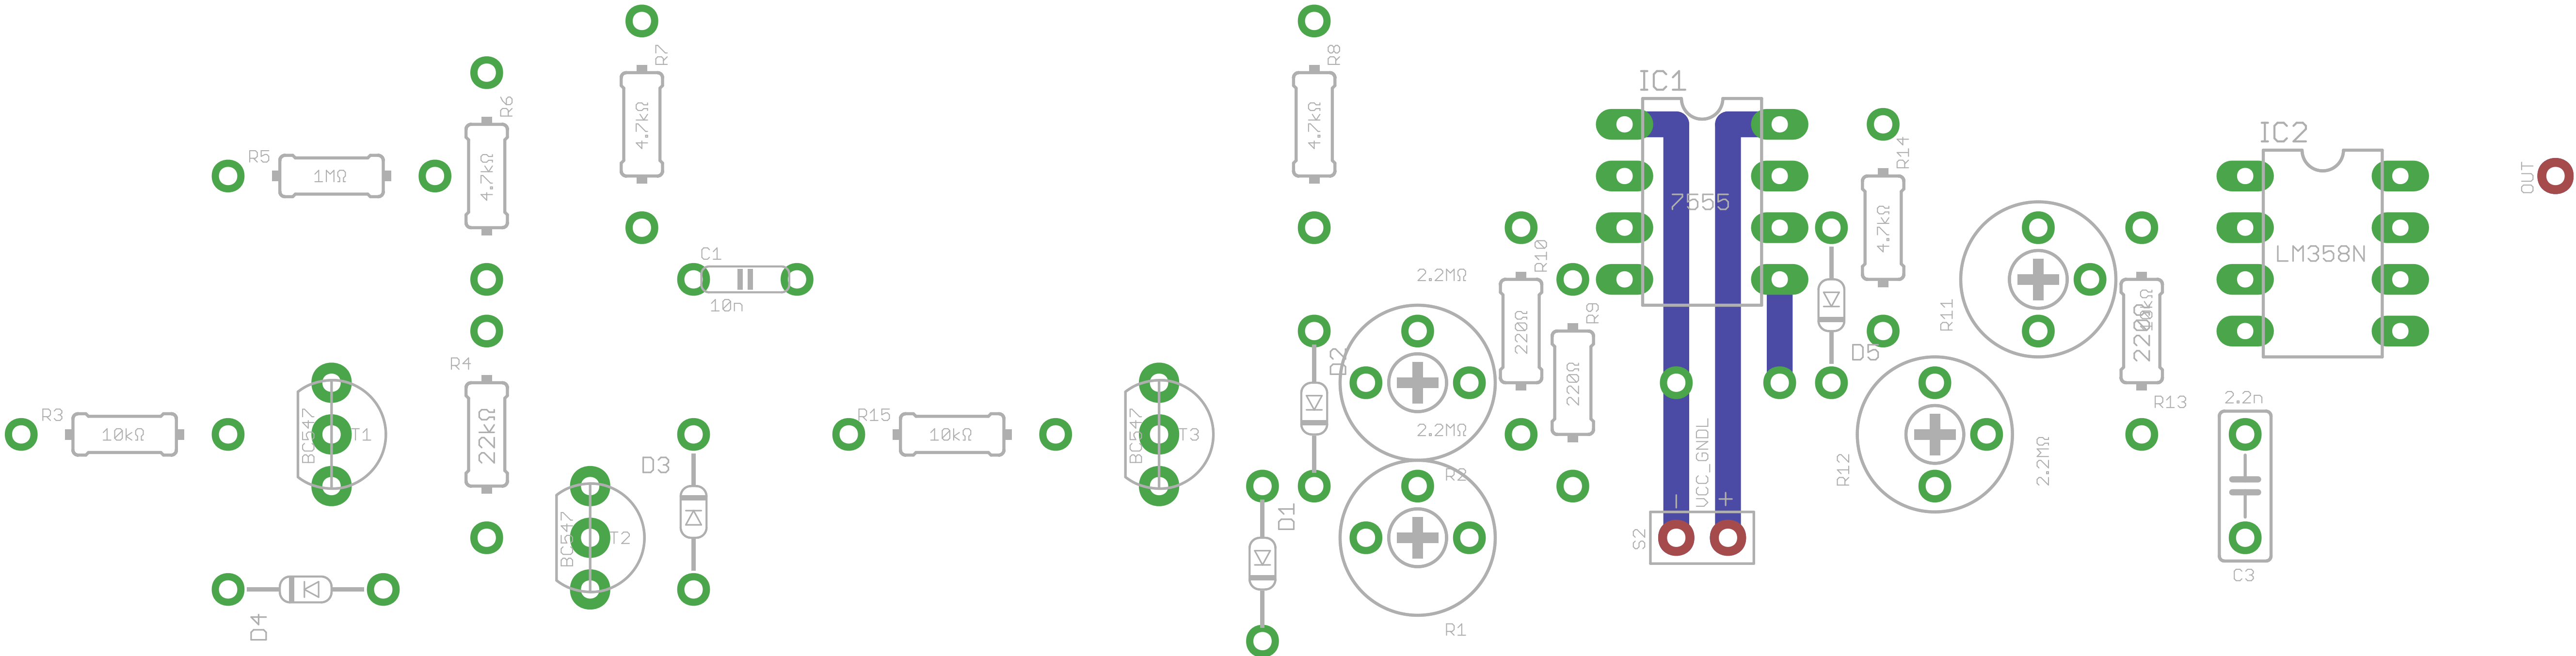 R7
R8
IC1
R6
4.7kΩ
4.7kΩ
IC2
R14
R5
1MΩ
4.7kΩ
OUT
7555
4.7kΩ
C1
10n
2.2MΩ
R10
LM358N
R9
220Ω
R11
220Ω
R4
D2
D5
220Ω
2.2n
R3
10kΩ
BC547
T1
22kΩ
R15
10kΩ
BC547
T3
2.2MΩ
R13
D3
R2
VCC_GNDL
R12
2.2MΩ
BC547
T2
D1
- +
S2
C3
D4
R1